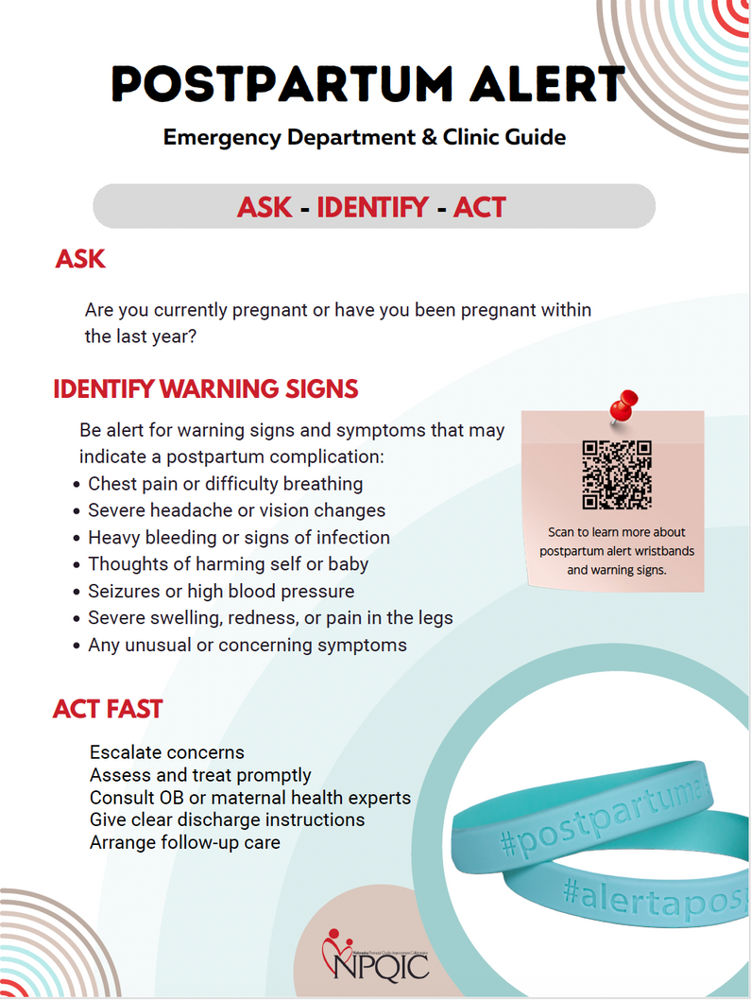 POSTPARTUM ALERT
Emergency Department & Clinic Guide
ASK - IDENTIFY - ACT
ASK
Are you currently pregnant or have you been pregnant within
the last year?
IDENTIFY WARNING SIGNS
Be alert for warning signs and symptoms that may
indicate a postpartum complication:
• Chest pain or difficulty breathing
• Severe headache or vision changes
• Heavy bleeding or signs of infection
• Thoughts of harming self or baby
• Seizures or high blood pressure
• Severe swelling, redness, or pain in the legs
• Any unusual or concerning symptoms
Scan to learn more about
postpartum alert wristbands
and warning signs.
ACT FAST
Escalate concerns
Assess and treat promptly
Consult OB or maternal health experts
Give clear discharge instructions
Arrange follow-up care
#postpartuma
#alertapos
Nebraska Perinatal Quality Improvement Collaborative
NPQIC